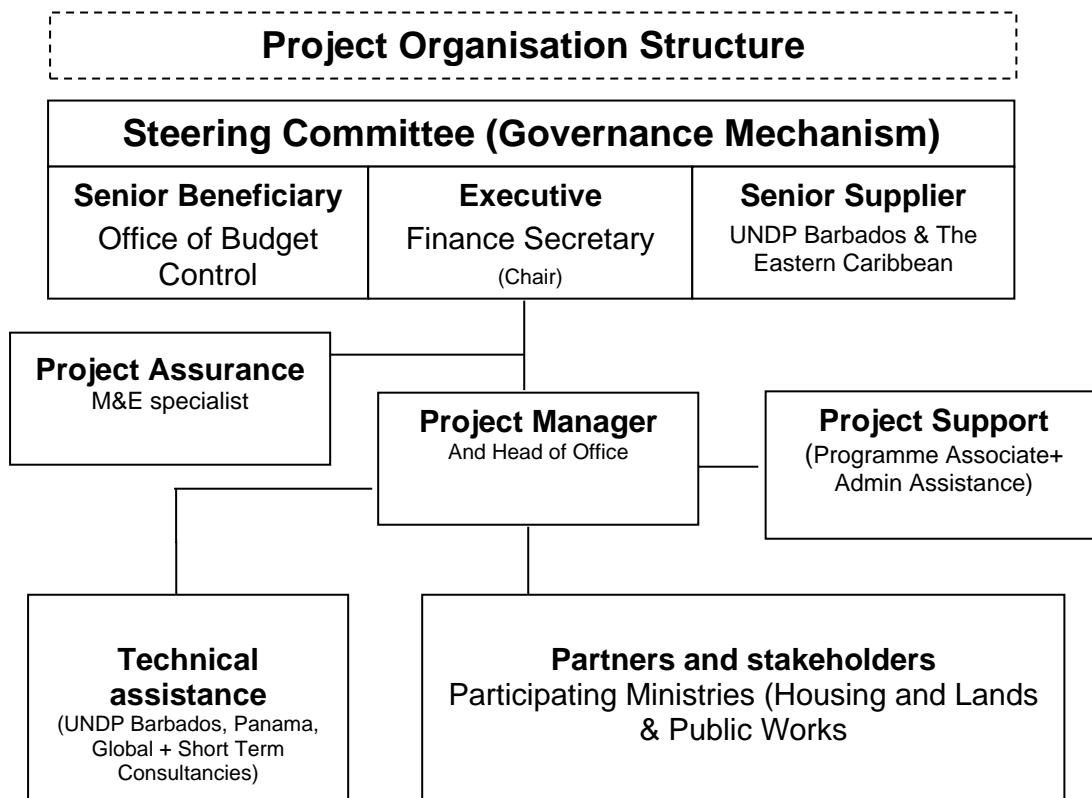 Project Organisation Structure
Steering Committee (Governance Mechanism)
Senior Beneficiary
Office of Budget
Control
Executive
Finance Secretary
(Chair)
Senior Supplier
UNDP Barbados & The
Eastern Caribbean
Project Assurance
M&E specialist
Project Manager
And Head of Office
Project Support
(Programme Associate+
Admin Assistance)
Technical
assistance
(UNDP Barbados, Panama,
Global + Short Term
Consultancies)
Partners and stakeholders
Participating Ministries (Housing and Lands
& Public Works